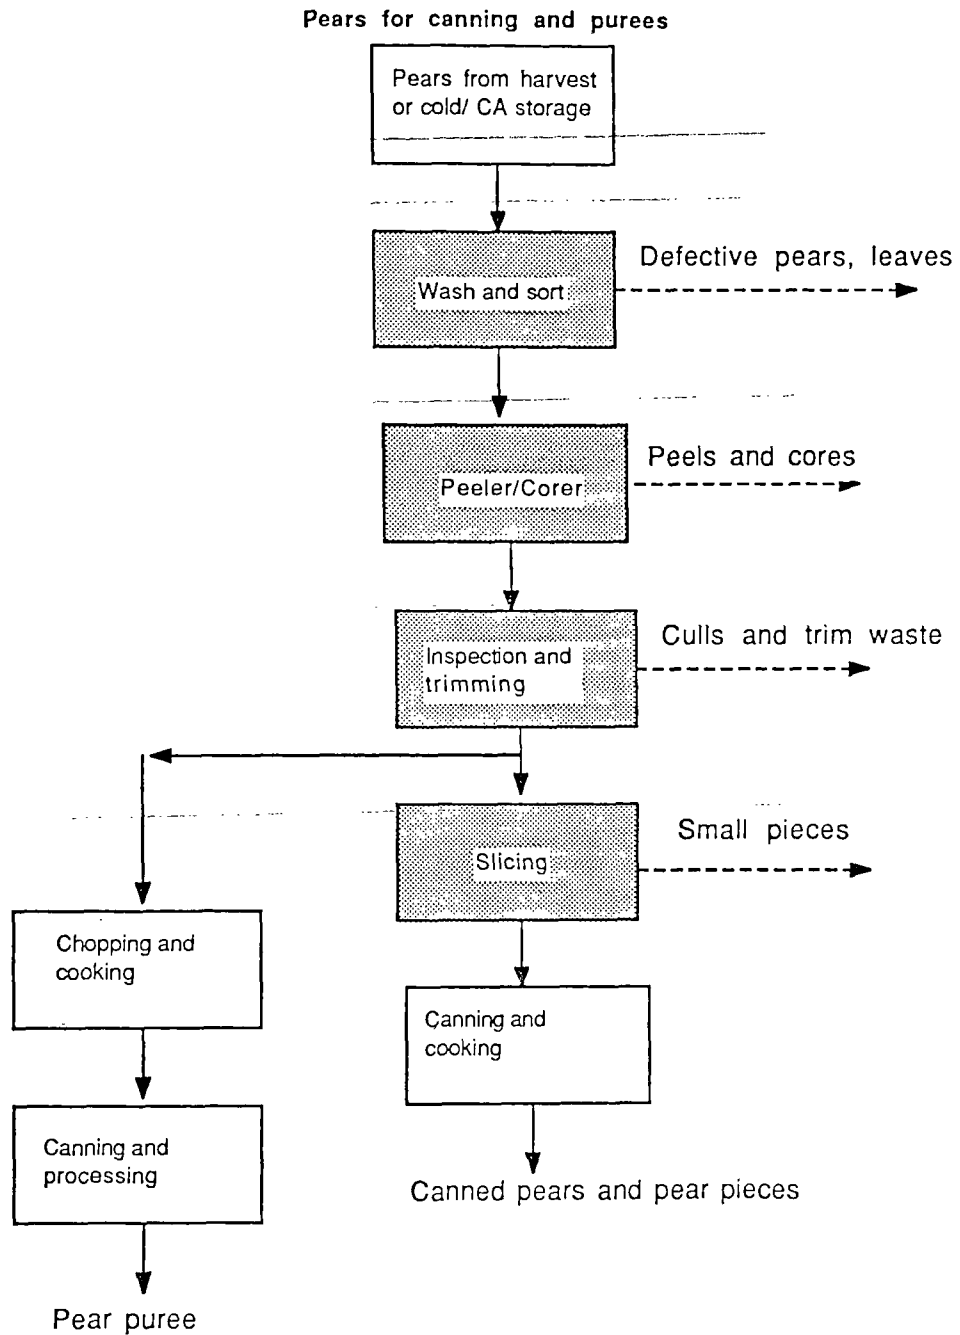 Pears for canning and purees
Pears from harvest
or cold/ CA storage
Wash and sort
Defective pears, leaves
Peeler/Corer
Peels and cores
Inspection and
trimming
Culls and trim waste
Slicing
Small pieces
Chopping and
cooking
Canning and
cooking
Canning and
processing
Canned pears and pear pieces
Pear puree